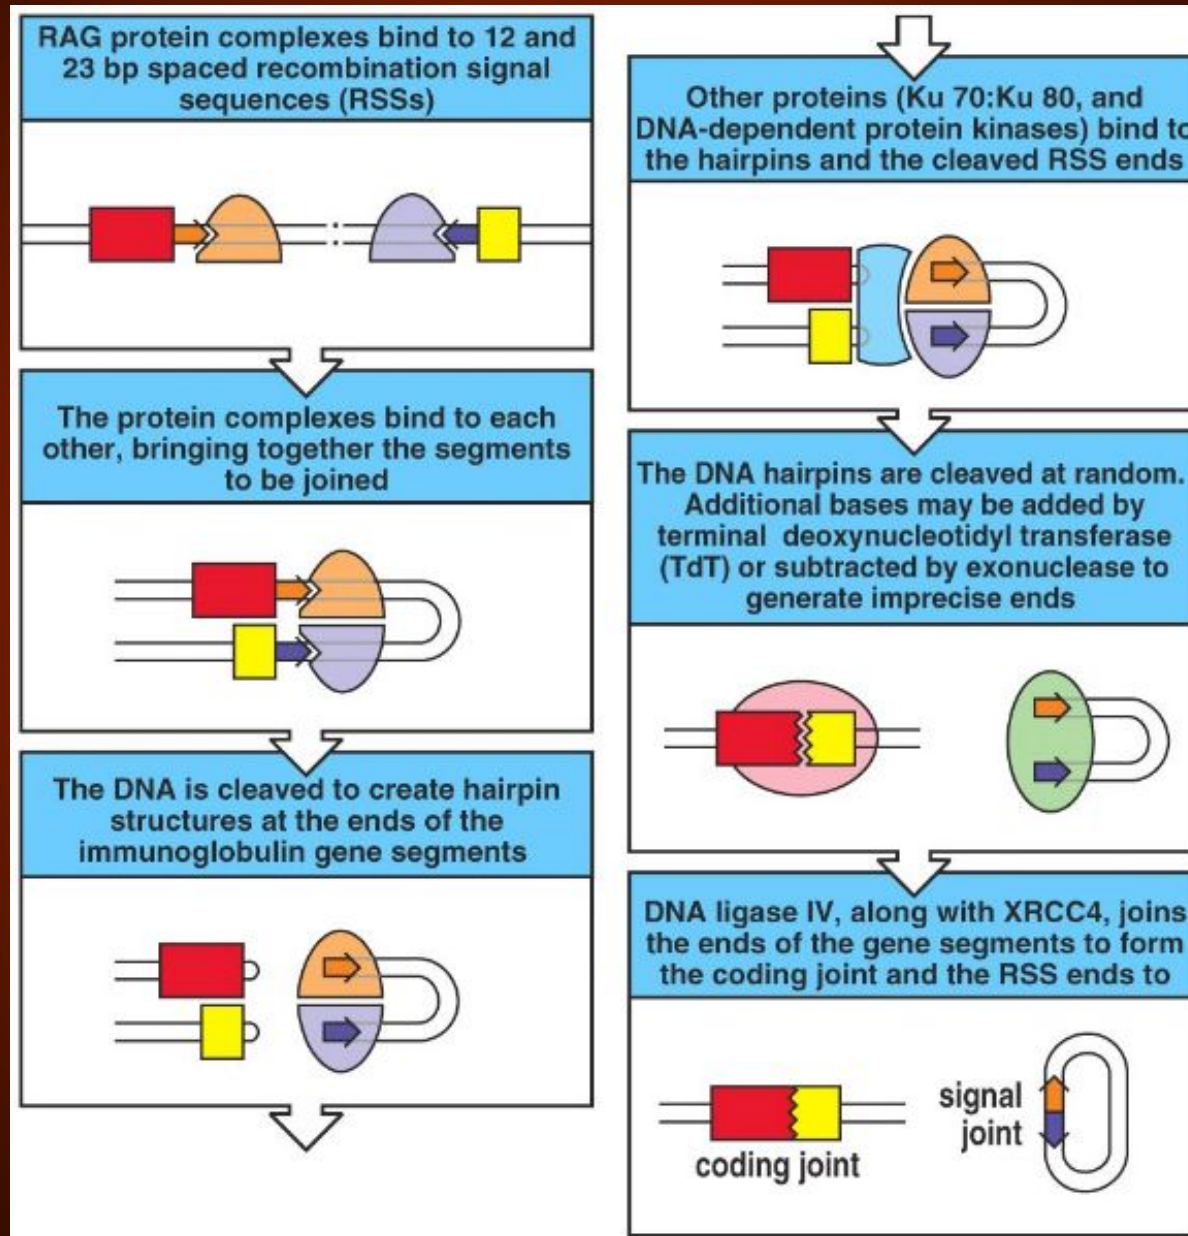 RAG protein complexes bind to 12 and
23 bp spaced recombination signal
sequences (RSSs)
The protein complexes bind to each
other, bringing together the segments
to be joined
The DNA is cleaved to create hairpin
structures at the ends of the
immunoglobulin gene segments
Other proteins (Ku 70:Ku 80, and
DNA-dependent protein kinases) bind to
the hairpins and the cleaved RSS ends
The DNA hairpins are cleaved at random.
Additional bases may be added by
terminal deoxynucleotidyl transferase
(TdT) or subtracted by exonuclease to
generate imprecise ends
DNA ligase IV, along with XRCC4, joins
the ends of the gene segments to form
the coding joint and the RSS ends to
coding joint
signal
joint